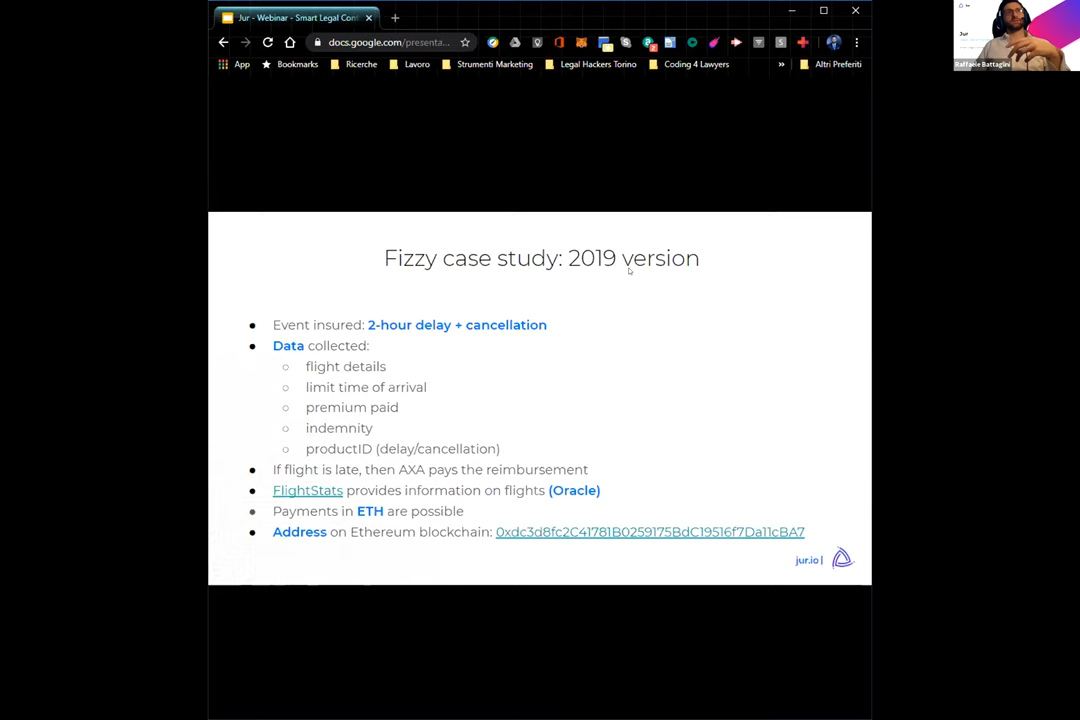 Jur - Webinar - Smart Legal Cont
docs.google.com/presenta...
App
Bookmarks
Ricerche
Lavoro
Strumenti Marketing
Legal Hackers Torino
Coding 4 Lawyers
»
Altri Preferiti
Jur
Jur
Raffaele Battaglini
Fizzy case study: 2019 version
● Event insured: 2-hour delay + cancellation
● Data collected:
○ flight details
○ limit time of arrival
○ premium paid
○ indemnity
○ productID (delay/cancellation)
● If flight is late, then AXA pays the reimbursement
● FlightStats provides information on flights (Oracle)
● Payments in ETH are possible
● Address on Ethereum blockchain: 0xdc3d8fc2C41781B0259175BdC19516f7Da11cBA7
jur.io |